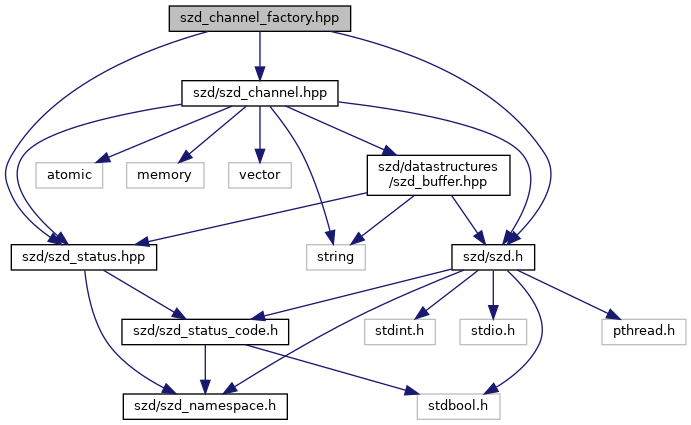 szd_channel_factory.hpp
szd/szd_channel.hpp
atomic
memory
vector
szd/datastructures
/szd_buffer.hpp
szd/szd_status.hpp
string
szd/szd.h
szd/szd_status_code.h
stdint.h
stdio.h
pthread.h
szd/szd_namespace.h
stdbool.h